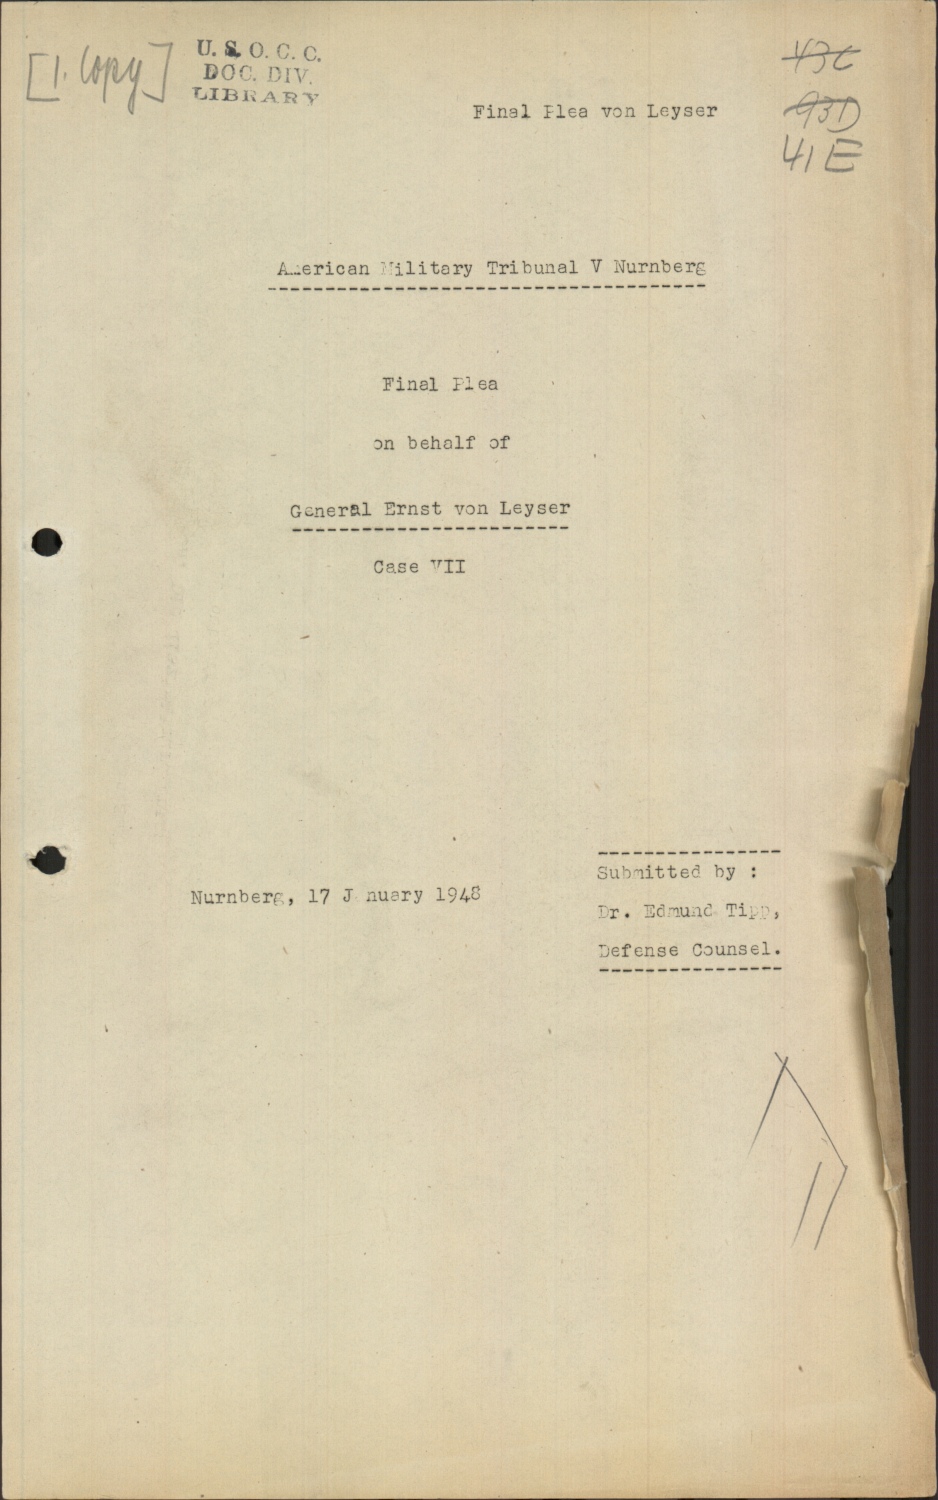 [1. Copy]
U. S. O. C. C.
DOC. DIV.
LIBRARY
Final Plea von Leyser
43C
93D
41E
American Military Tribunal V Nurnberg
Final Plea
on behalf of
General Ernst von Leyser
Case VII
Nurnberg, 17 January 1948
Submitted by :
Dr. Edmund Tipp,
Defense Counsel.